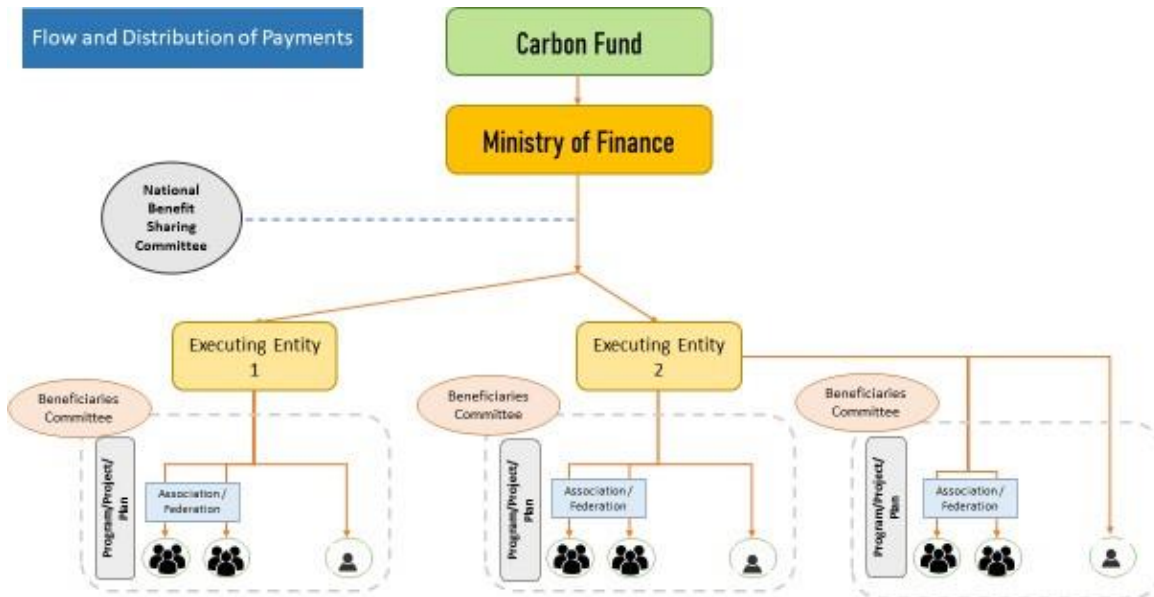 Flow and Distribution of Payments
Carbon Fund
Ministry of Finance
National
Benefit
Sharing
Committee
Executing Entity
1
Executing Entity
2
Beneficiaries
Committee
Beneficiaries
Committee
Beneficiaries
Committee
Program/Project/
Plan
Association /
Federation
Program/Project/
Plan
Association /
Federation
Program/Project/
Plan
Association /
Federation